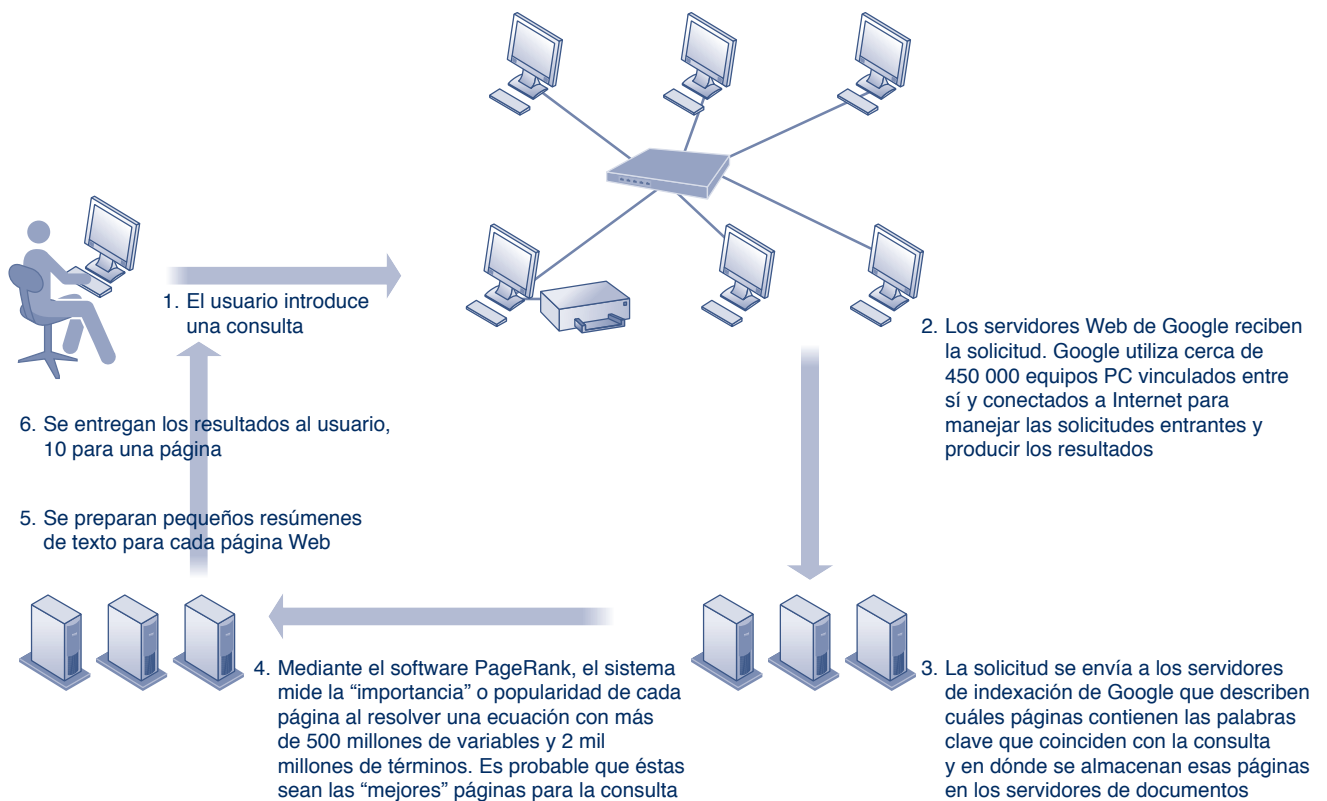 1. El usuario introduce
una consulta
2. Los servidores Web de Google reciben
la solicitud. Google utiliza cerca de
450 000 equipos PC vinculados entre
sí y conectados a Internet para
manejar las solicitudes entrantes y
producir los resultados
3. La solicitud se envía a los servidores
de indexación de Google que describen
cuáles páginas contienen las palabras
clave que coinciden con la consulta
y en dónde se almacenan esas páginas
en los servidores de documentos
4. Mediante el software PageRank, el sistema
mide la “importancia” o popularidad de cada
página al resolver una ecuación con más
de 500 millones de variables y 2 mil
millones de términos. Es probable que éstas
sean las “mejores” páginas para la consulta
5. Se preparan pequeños resúmenes
de texto para cada página Web
6. Se entregan los resultados al usuario,
10 para una página